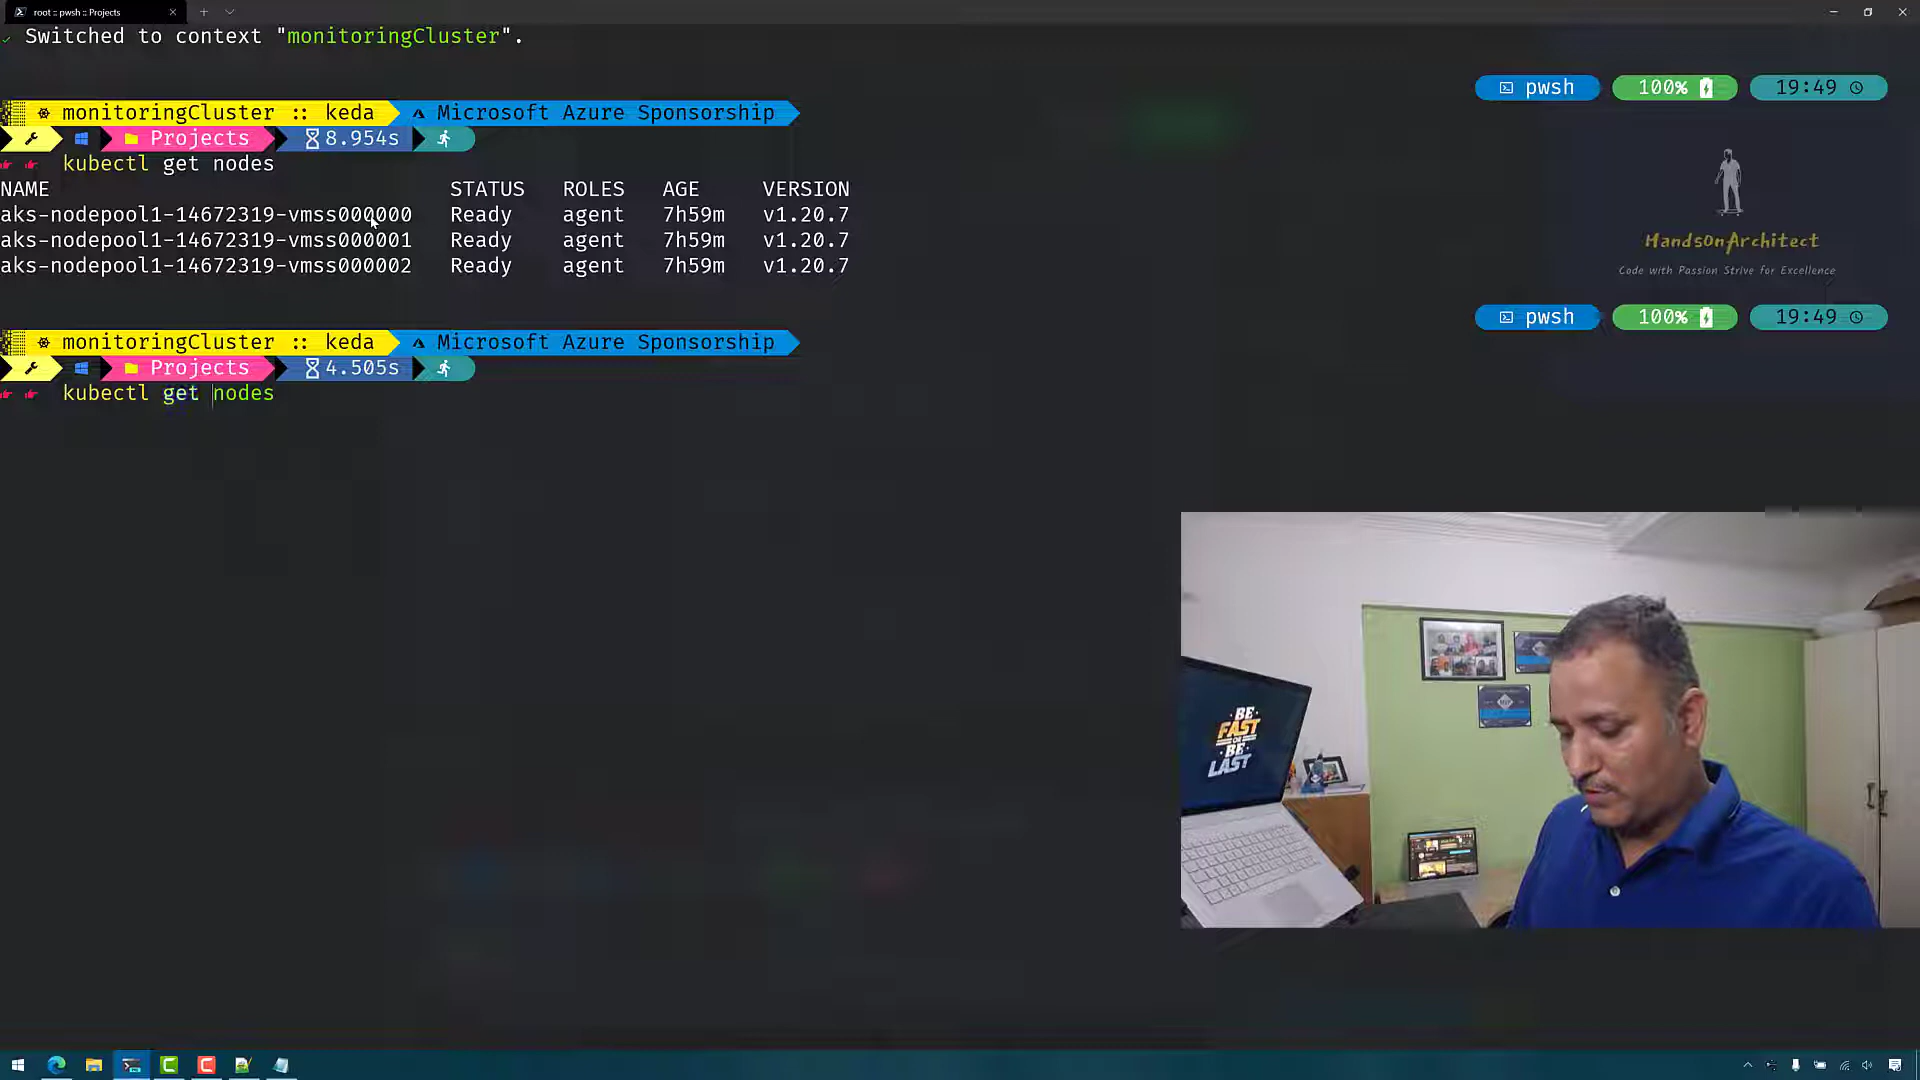 root :: pwsh :: Projects
Switched to context "monitoringCluster".
pwsh 100% 19:49
monitoringCluster :: keda Microsoft Azure Sponsorship
Projects 8.954s
kubectl get nodes
NAME STATUS ROLES AGE VERSION
aks-nodepool1-14672319-vmss000000 Ready agent 7h59m v1.20.7
aks-nodepool1-14672319-vmss000001 Ready agent 7h59m v1.20.7
aks-nodepool1-14672319-vmss000002 Ready agent 7h59m v1.20.7
HandsOnArchitect
Code with Passion Strive for Excellence
pwsh 100% 19:49
monitoringCluster :: keda Microsoft Azure Sponsorship
Projects 4.505s
kubectl get nodes
BE
FAST
OR
BE
LAST